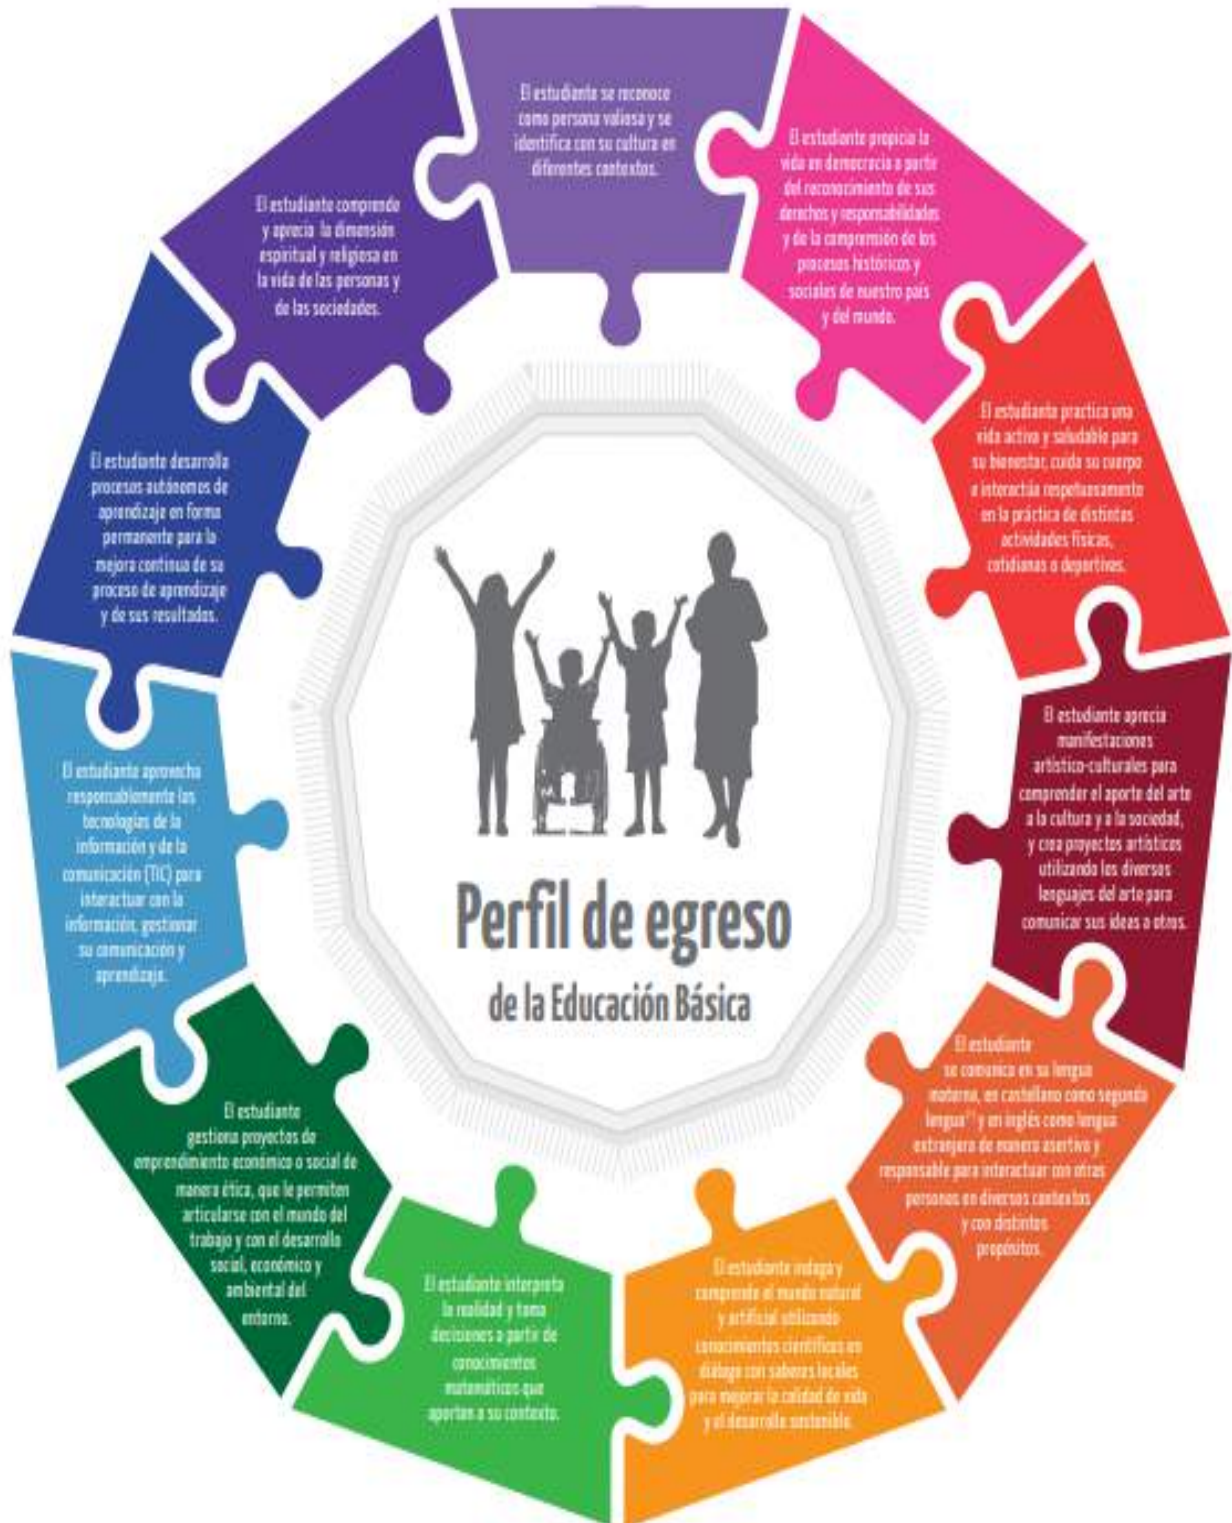 El estudiante se reconoce
como persona valiosa y se
identifica con su cultura en
diferentes contextos.
El estudiante propicia la
vida en democracia a partir
del reconocimiento de sus
derechos y responsabilidades
y de la comprensión de los
procesos históricos y
sociales de nuestro país
y del mundo.
El estudiante practica una
vida activa y saludable para
su bienestar, cuida su cuerpo
e interactúa respetuosamente
en la práctica de distintas
actividades físicas,
cotidianas o deportivas.
El estudiante aprecia
manifestaciones
artístico-culturales para
comprender el aporte del arte
a la cultura y a la sociedad,
y crea proyectos artísticos
utilizando los diversos
lenguajes del arte para
comunicar sus ideas a otros.
El estudiante
se comunica en su lengua
materna, en castellano como segunda
lengua y en inglés como lengua
extranjera de manera asertiva y
responsable para interactuar con otras
personas en diversos contextos
y con distintos
propósitos.
El estudiante indaga y
comprende el mundo natural
y artificial utilizando
conocimientos científicos en
diálogo con saberes locales
para mejorar la calidad de vida
y el desarrollo sostenible.
El estudiante interpreta
la realidad y toma
decisiones a partir de
conocimientos
matemáticos que
aportan a su contexto.
El estudiante
gestiona proyectos de
emprendimiento económico o social de
manera ética, que le permiten
articularse con el mundo del
trabajo y con el desarrollo
social, económico y
ambiental del
entorno.
El estudiante aprovecha
responsablemente las
tecnologías de la
información y de la
comunicación (TIC) para
interactuar con la
información, gestionar
su comunicación y
aprendizaje.
El estudiante desarrolla
procesos autónomos de
aprendizaje en forma
permanente para la
mejora continua de su
proceso de aprendizaje
y de sus resultados.
El estudiante comprende
y aprecia la dimensión
espiritual y religiosa en
la vida de las personas y
de las sociedades.
Perfil de egreso
de la Educación Básica